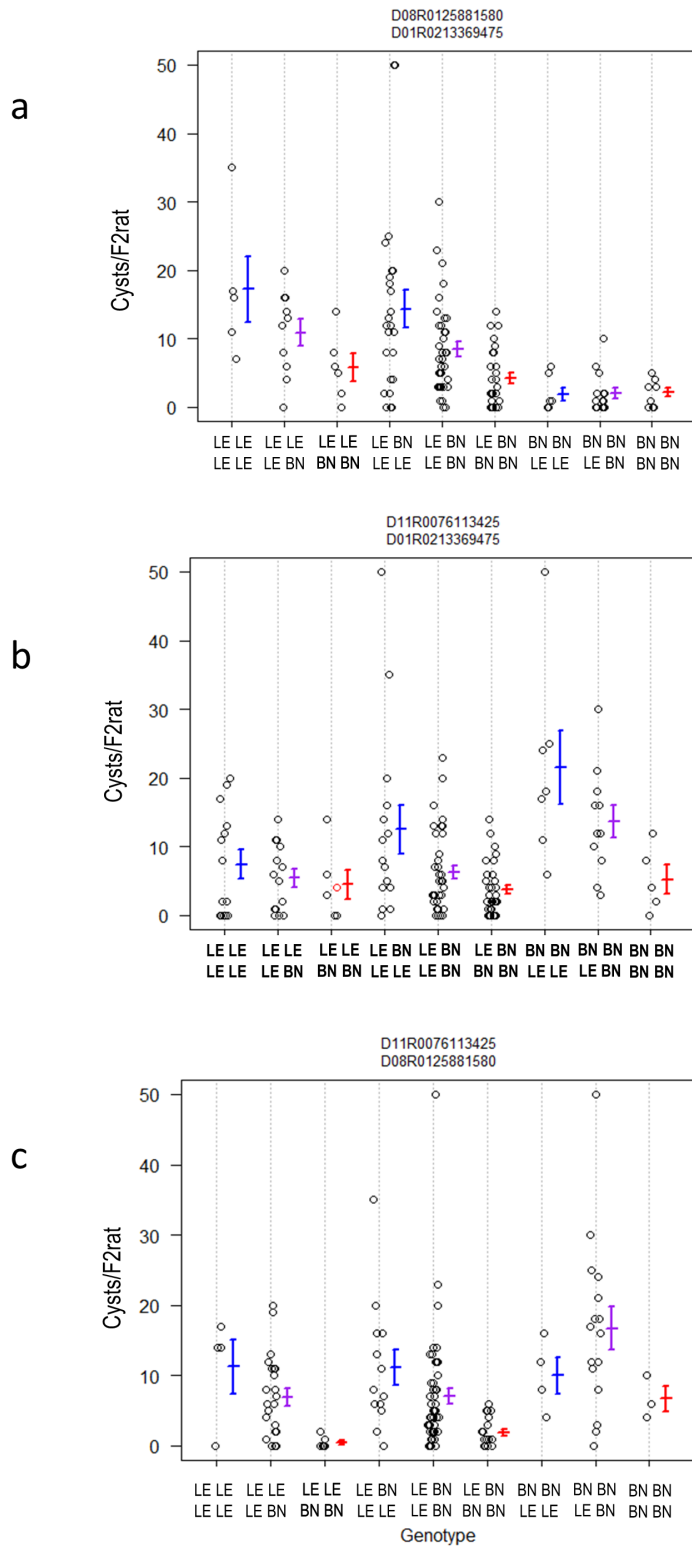 a
D08R0125881580
D01R0213369475
Cysts/F2rat
50
40
30
20
10
0
LE LE LE LE LE LE LE BN LE BN LE BN BN BN BN BN BN BN
LE LE LE BN BN BN LE LE LE BN BN BN LE LE LE BN BN BN
b
D11R0076113425
D01R0213369475
Cysts/F2rat
50
40
30
20
10
0
LE LE LE LE LE LE LE BN LE BN LE BN BN BN BN BN BN BN
LE LE LE BN BN BN LE LE LE BN BN BN LE LE LE BN BN BN
c
D11R0076113425
D08R0125881580
Cysts/F2rat
50
40
30
20
10
0
LE LE LE LE LE LE LE BN LE BN LE BN BN BN BN BN BN BN
LE LE LE BN BN BN LE LE LE BN BN BN LE LE LE BN BN BN
Genotype